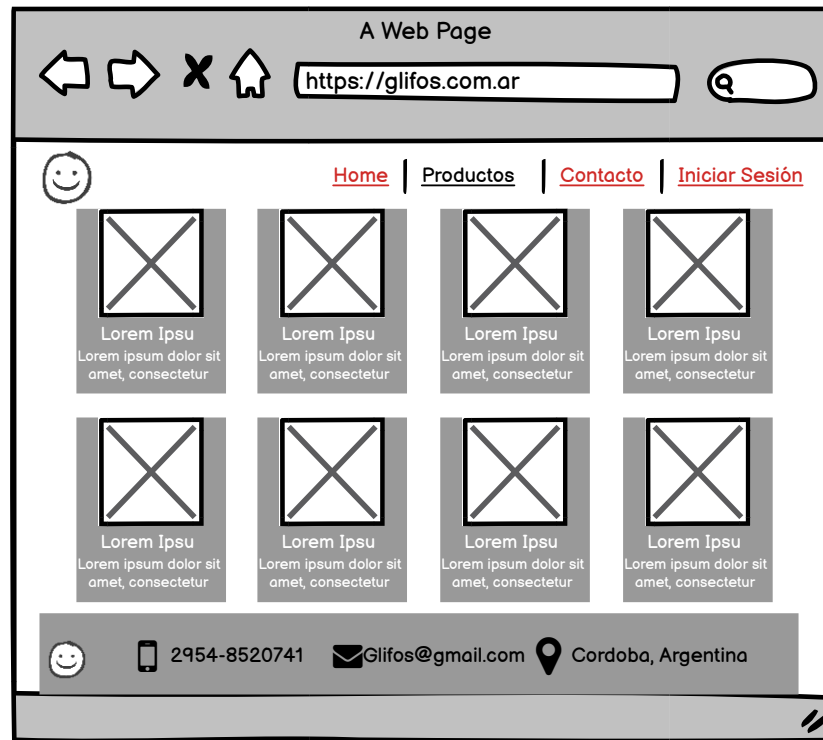 A Web Page
https://glifos.com.ar
Home Productos Contacto Iniciar Sesión
Lorem Ipsu
Lorem ipsum dolor sit
amet, consectetur
Lorem Ipsu
Lorem ipsum dolor sit
amet, consectetur
Lorem Ipsu
Lorem ipsum dolor sit
amet, consectetur
Lorem Ipsu
Lorem ipsum dolor sit
amet, consectetur
Lorem Ipsu
Lorem ipsum dolor sit
amet, consectetur
Lorem Ipsu
Lorem ipsum dolor sit
amet, consectetur
Lorem Ipsu
Lorem ipsum dolor sit
amet, consectetur
Lorem Ipsu
Lorem ipsum dolor sit
amet, consectetur
2954-8520741 Glifos@gmail.com Cordoba, Argentina